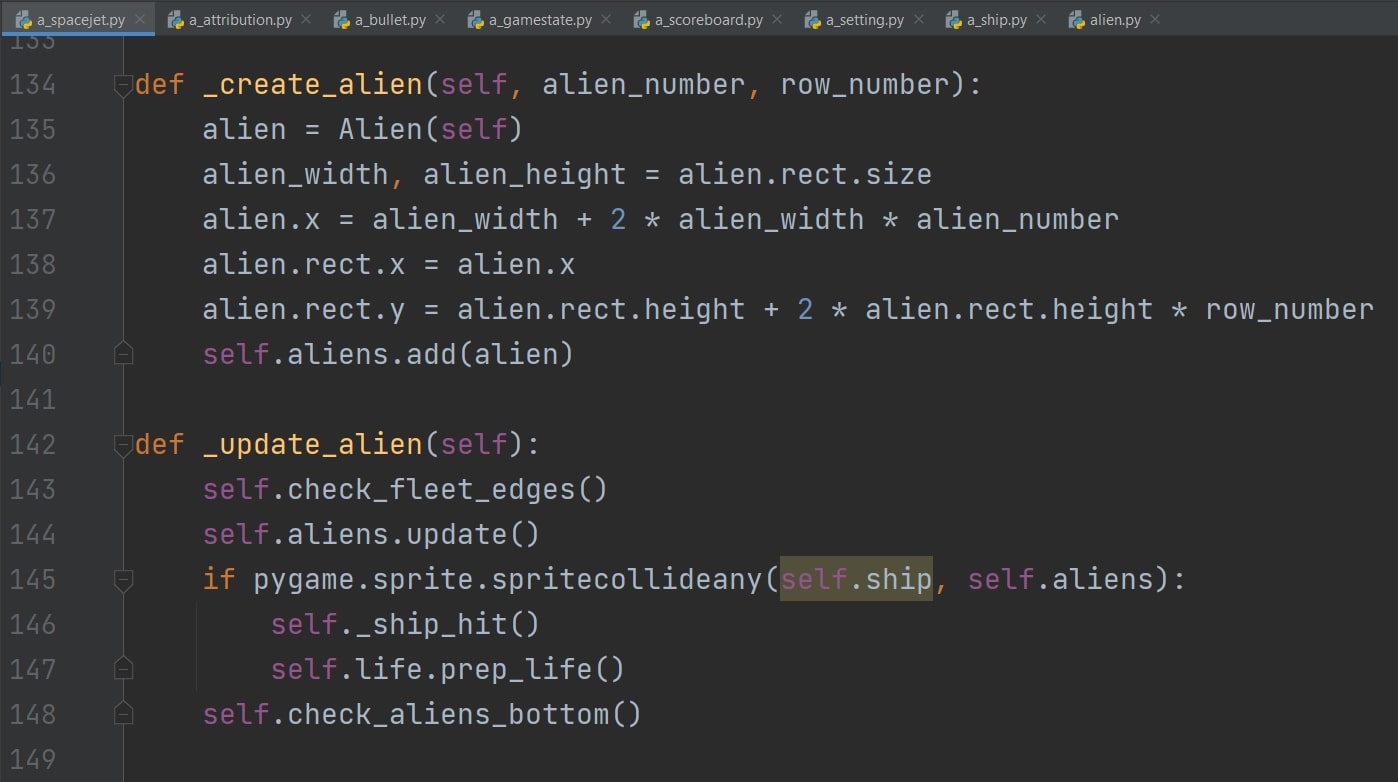 a_spacejet.py a_attribution.py a_bullet.py a_gamestate.py a_scoreboard.py a_setting.py a_ship.py alien.py
133
134 def _create_alien(self, alien_number, row_number):
135 alien = Alien(self)
136 alien_width, alien_height = alien.rect.size
137 alien.x = alien_width + 2 * alien_width * alien_number
138 alien.rect.x = alien.x
139 alien.rect.y = alien.rect.height + 2 * alien.rect.height * row_number
140 self.aliens.add(alien)
141
142 def _update_alien(self):
143 self.check_fleet_edges()
144 self.aliens.update()
145 if pygame.sprite.spritecollideany(self.ship, self.aliens):
146 self._ship_hit()
147 self.life.prep_life()
148 self.check_aliens_bottom()
149